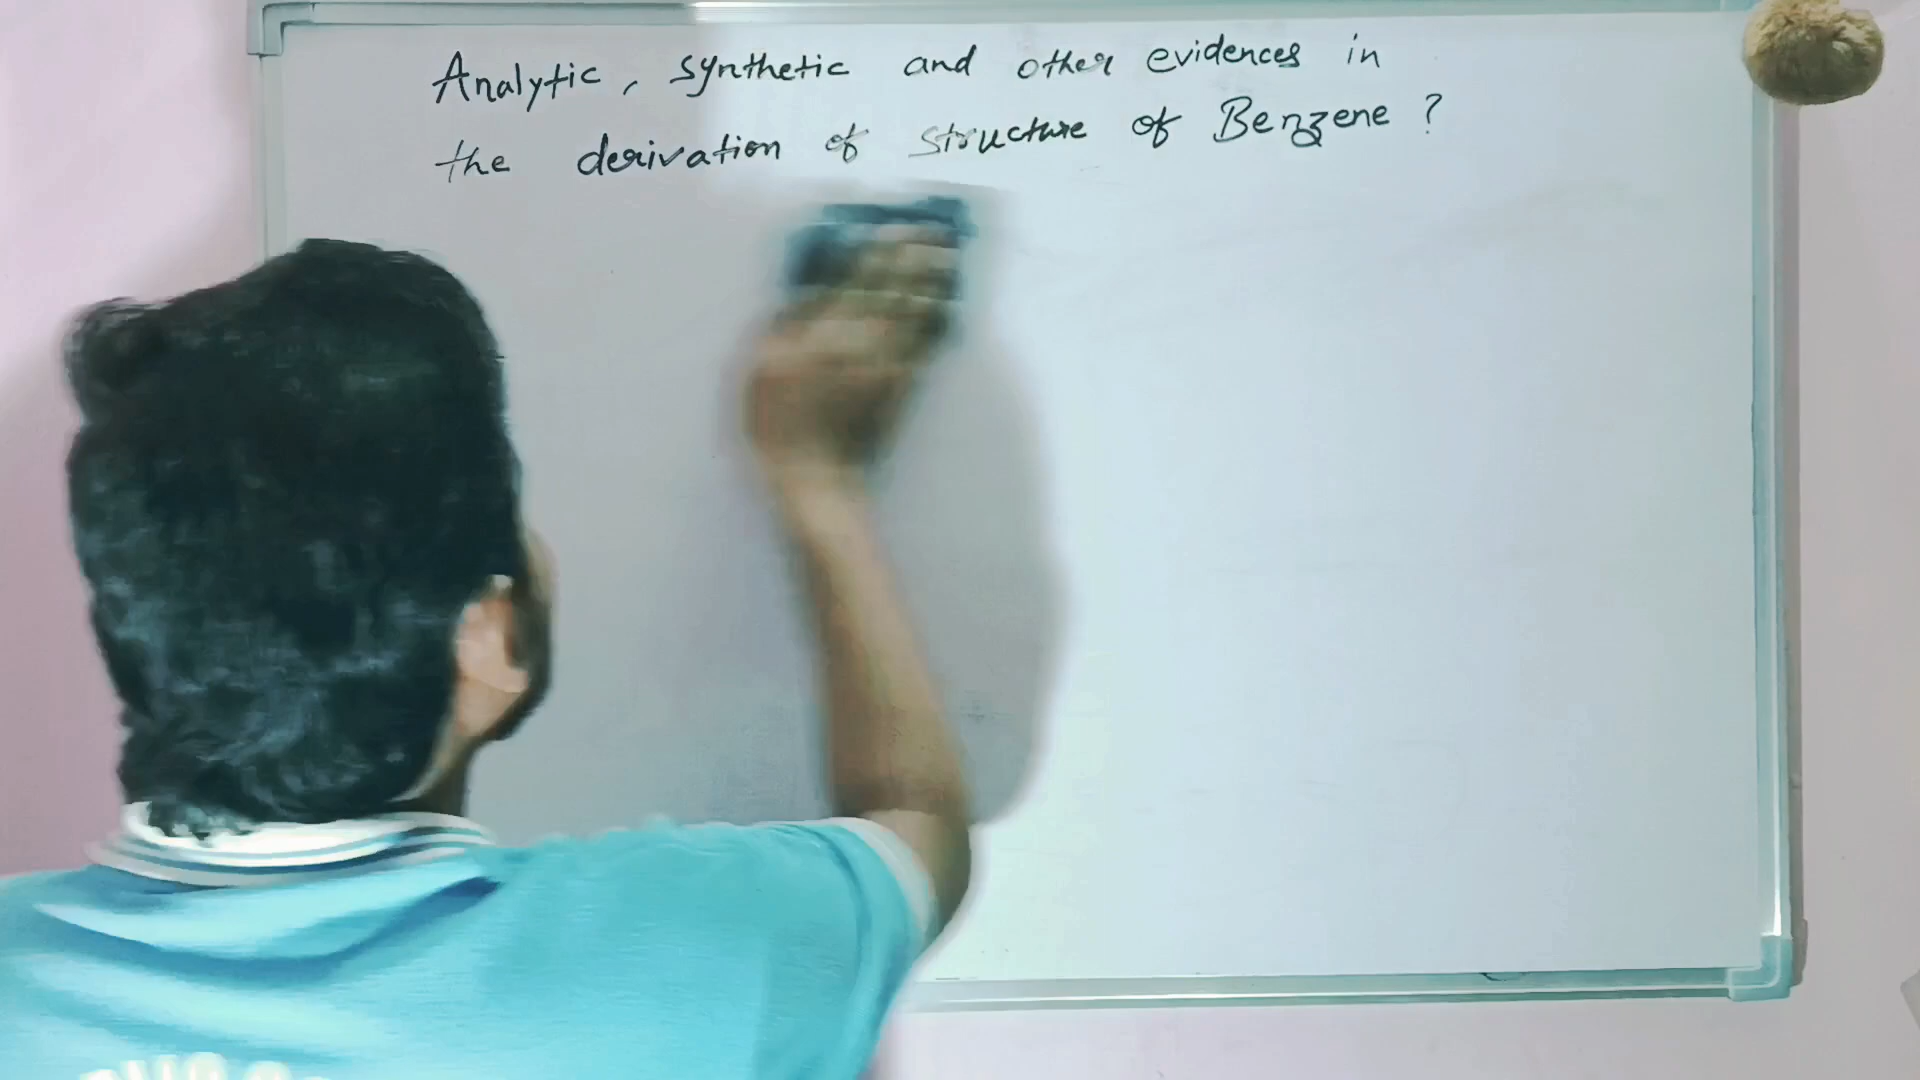 Analytic, synthetic and other evidences in
the derivation of structure of Benzene ?